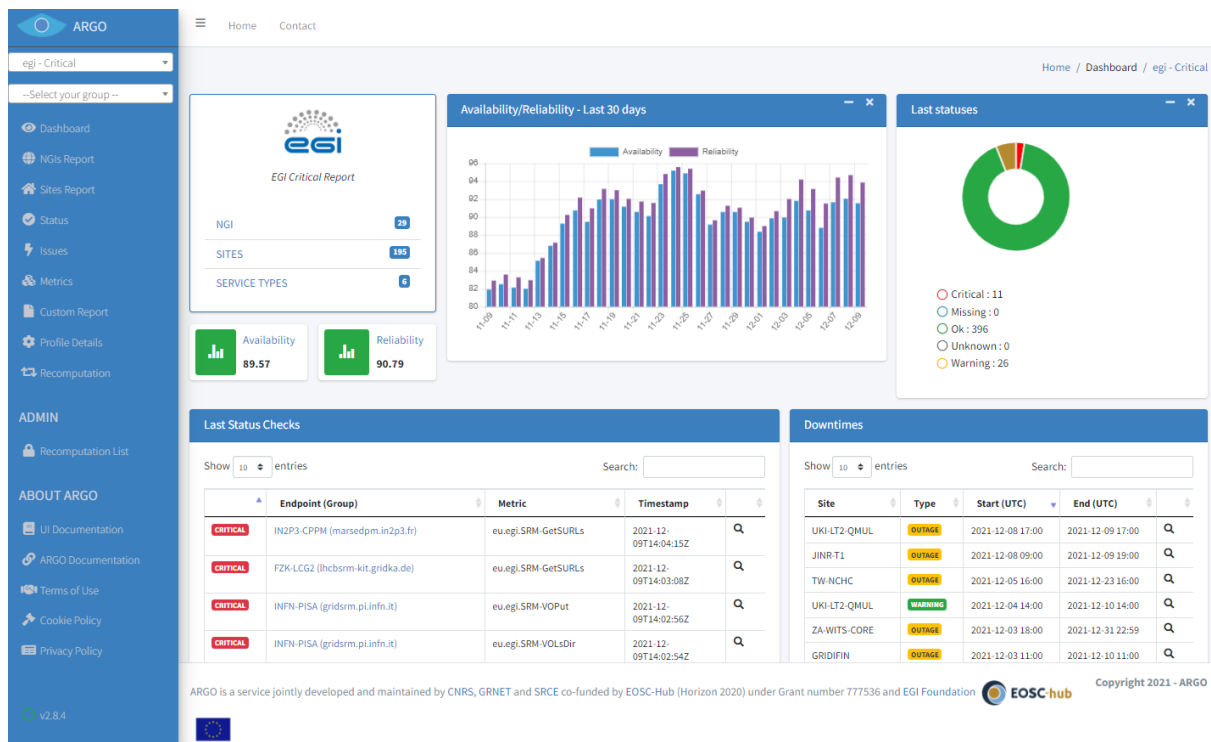 ARGO
egi - Critical
--Select your group --
Dashboard
NGIs Report
Sites Report
Status
Issues
Metrics
Custom Report
Profile Details
Recomputation
ADMIN
Recomputation List
ABOUT ARGO
UI Documentation
ARGO Documentation
Terms of Use
Cookie Policy
Privacy Policy
v2.8.4
Home Contact
Home / Dashboard / egi - Critical
egi
EGI Critical Report
NGI 29
SITES 195
SERVICE TYPES 6
Availability
89.57
Reliability
90.79
Availability/Reliability - Last 30 days
Availability Reliability
96
94
92
90
88
86
84
82
80
11-09 11-11 11-13 11-15 11-17 11-19 11-21 11-23 11-25 11-27 11-29 12-01 12-03 12-05 12-07 12-09
Last statuses
Critical : 11
Missing : 0
Ok : 396
Unknown : 0
Warning : 26
Last Status Checks
Show 10 entries Search:
Endpoint (Group) Metric Timestamp
CRITICAL IN2P3-CPPM (marsedpm.in2p3.fr) eu.egi.SRM-GetSURLs 2021-12-
09T14:04:15Z
CRITICAL FZK-LCG2 (lhcbsrm-kit.gridka.de) eu.egi.SRM-GetSURLs 2021-12-
09T14:03:08Z
CRITICAL INFN-PISA (gridsrm.pi.infn.it) eu.egi.SRM-VOPut 2021-12-
09T14:02:56Z
CRITICAL INFN-PISA (gridsrm.pi.infn.it) eu.egi.SRM-VOLsDir 2021-12-
09T14:02:54Z
Downtimes
Show 10 entries Search:
Site Type Start (UTC) End (UTC)
UKI-LT2-QMUL OUTAGE 2021-12-08 17:00 2021-12-09 17:00
JINR-T1 OUTAGE 2021-12-08 09:00 2021-12-09 19:00
TW-NCHC OUTAGE 2021-12-05 16:00 2021-12-23 16:00
UKI-LT2-QMUL WARNING 2021-12-04 14:00 2021-12-10 14:00
ZA-WITS-CORE OUTAGE 2021-12-03 18:00 2021-12-31 22:59
GRIDIFIN OUTAGE 2021-12-03 11:00 2021-12-10 11:00
ARGO is a service jointly developed and maintained by CNRS, GRNET and SRCE co-funded by EOSC-Hub (Horizon 2020) under Grant number 777536 and EGI Foundation EOSC-hub Copyright 2021 - ARGO